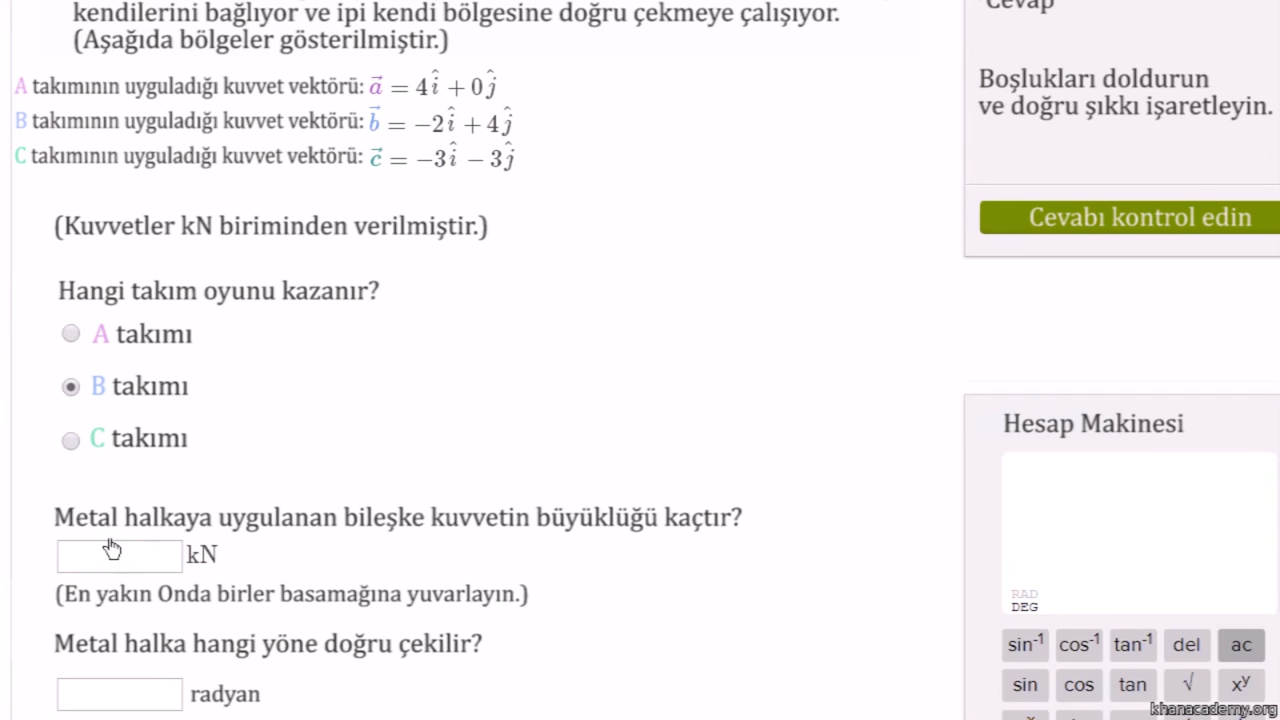 kendilerini bağlıyor ve ipi kendi bölgesine doğru çekmeye çalışıyor.
(Aşağıda bölgeler gösterilmiştir.)
A takımının uyguladığı kuvvet vektörü: a⃗ = 4î + 0ĵ
B takımının uyguladığı kuvvet vektörü: b⃗ = −2î + 4ĵ
C takımının uyguladığı kuvvet vektörü: c⃗ = −3î − 3ĵ
(Kuvvetler kN biriminden verilmiştir.)
Hangi takım oyunu kazanır?
A takımı
B takımı
C takımı
Metal halkaya uygulanan bileşke kuvvetin büyüklüğü kaçtır?
kN
(En yakın Onda birler basamağına yuvarlayın.)
Metal halka hangi yöne doğru çekilir?
radyan
Cevap
Boşlukları doldurun
ve doğru şıkkı işaretleyin.
Cevabı kontrol edin
Hesap Makinesi
RAD
DEG
sin⁻¹ cos⁻¹ tan⁻¹ del ac
sin cos tan √ xʸ
khanacademy.org